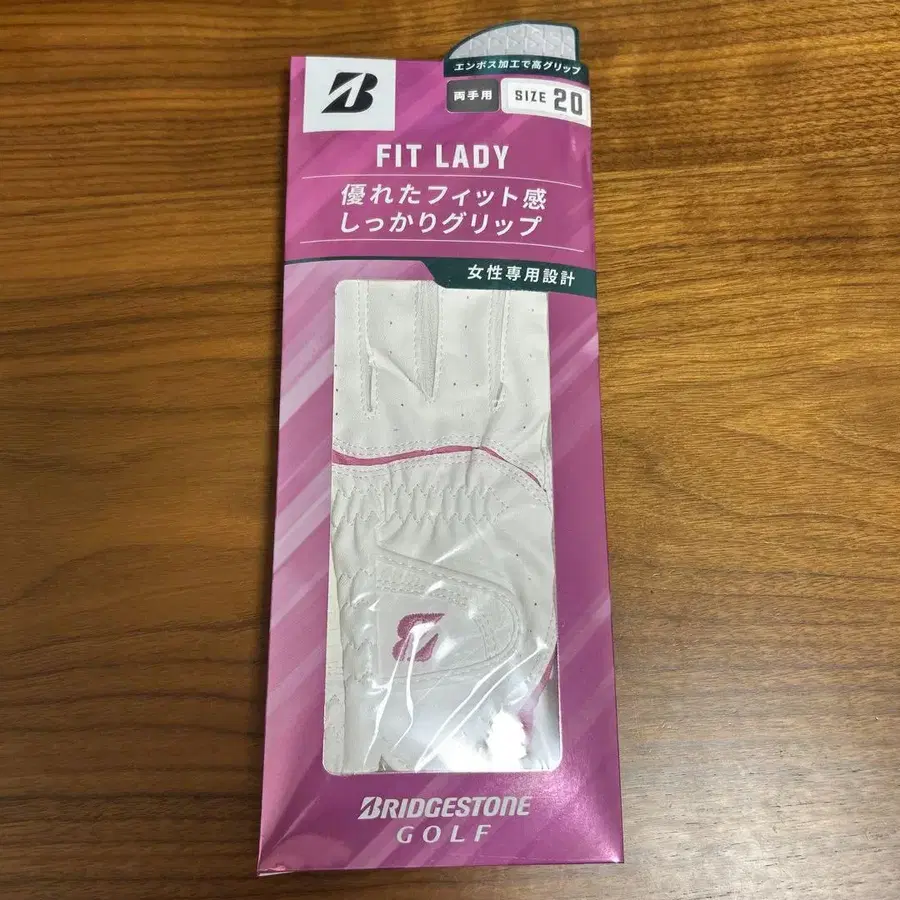 エンボス加工で高グリップ
両手用
SIZE 20
B
FIT LADY
優れたフィット感
しっかりグリップ
女性専用設計
B
BRIDGESTONE
GOLF